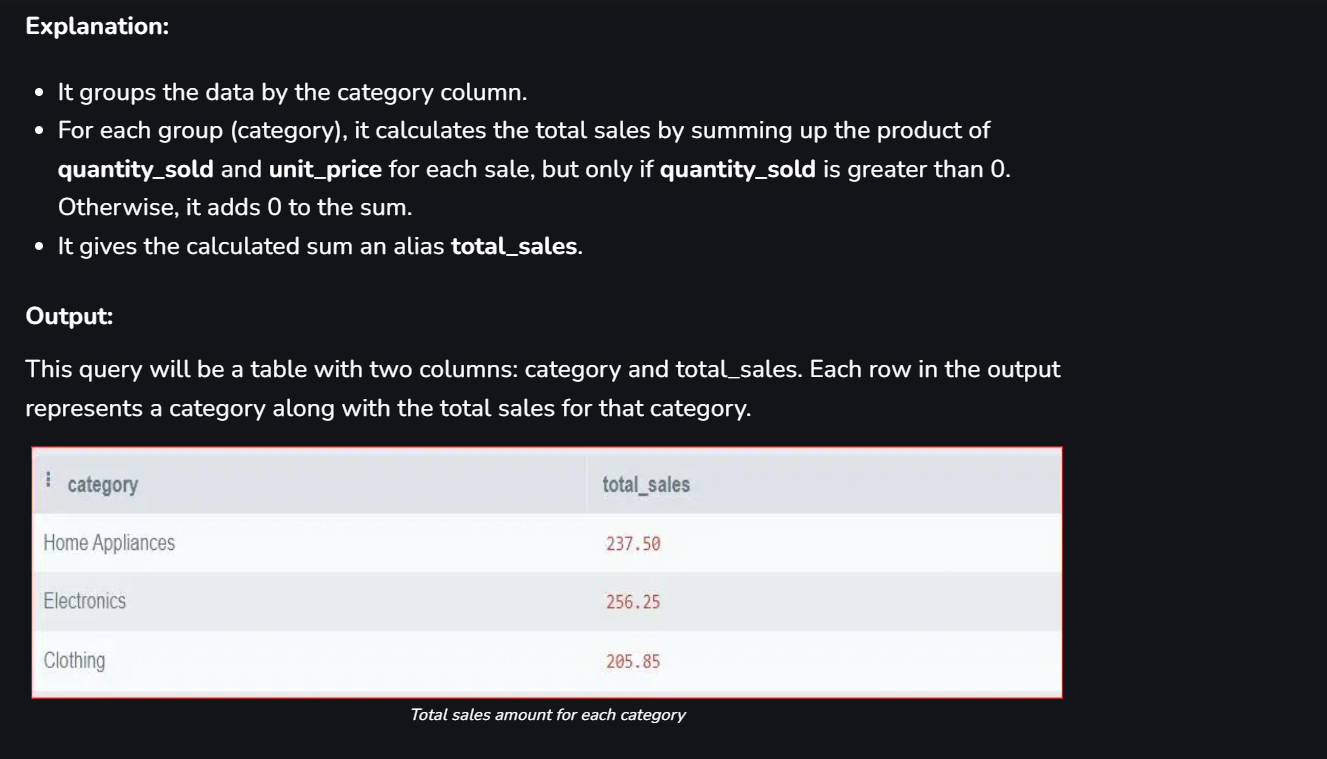 Explanation:
It groups the data by the category column.
For each group (category), it calculates the total sales by summing up the product of
quantity_sold and unit_price for each sale, but only if quantity_sold is greater than 0.
Otherwise, it adds 0 to the sum.
It gives the calculated sum an alias total_sales.
Output:
This query will be a table with two columns: category and total_sales. Each row in the output
represents a category along with the total sales for that category.
category total_sales
Home Appliances 237.50
Electronics 256.25
Clothing 205.85
Total sales amount for each category